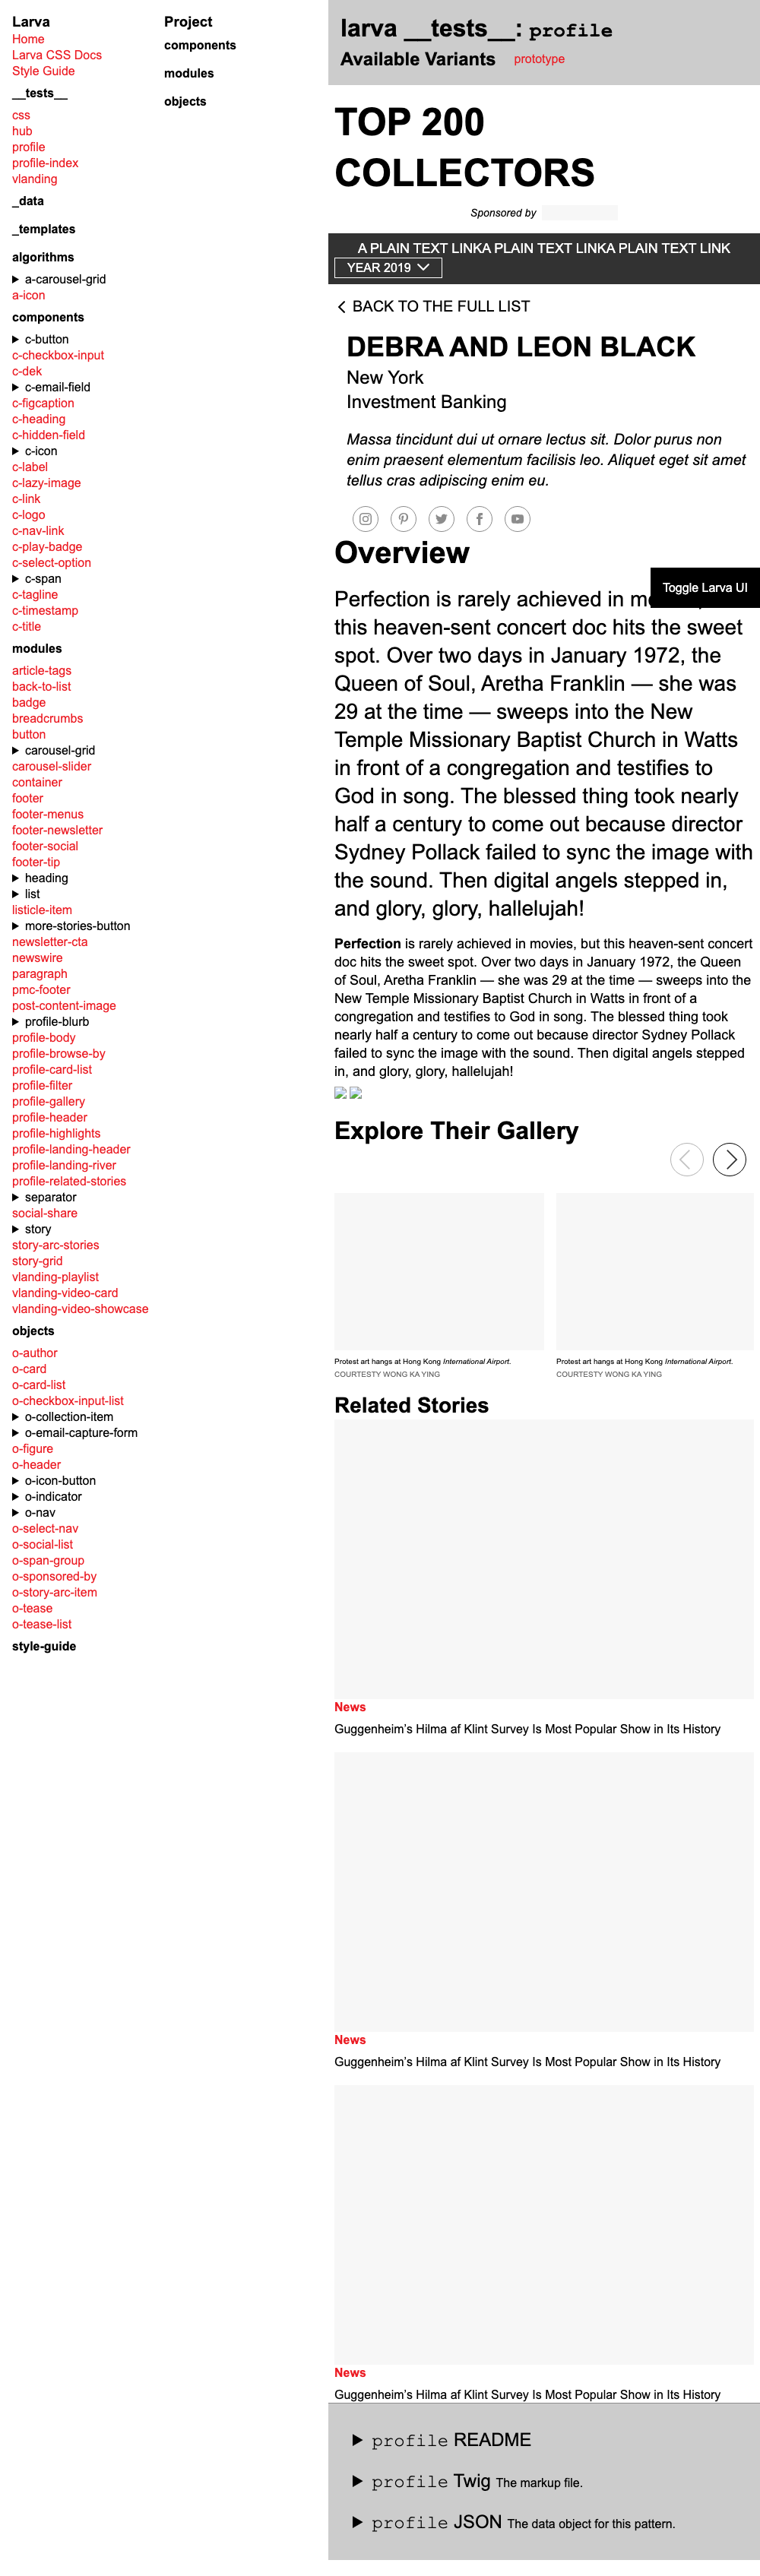 Larva
Home
Larva CSS Docs
Style Guide
__tests__
css
hub
profile
profile-index
vlanding
_data
_templates
algorithms
a-carousel-grid
a-icon
components
c-button
c-checkbox-input
c-dek
c-email-field
c-figcaption
c-heading
c-hidden-field
c-icon
c-label
c-lazy-image
c-link
c-logo
c-nav-link
c-play-badge
c-select-option
c-span
c-tagline
c-timestamp
c-title
modules
article-tags
back-to-list
badge
breadcrumbs
button
carousel-grid
carousel-slider
container
footer
footer-menus
footer-newsletter
footer-social
footer-tip
heading
list
listicle-item
more-stories-button
newsletter-cta
newswire
paragraph
pmc-footer
post-content-image
profile-blurb
profile-body
profile-browse-by
profile-card-list
profile-filter
profile-gallery
profile-header
profile-highlights
profile-landing-header
profile-landing-river
profile-related-stories
separator
social-share
story
story-arc-stories
story-grid
vlanding-playlist
vlanding-video-card
vlanding-video-showcase
objects
o-author
o-card
o-card-list
o-checkbox-input-list
o-collection-item
o-email-capture-form
o-figure
o-header
o-icon-button
o-indicator
o-nav
o-select-nav
o-social-list
o-span-group
o-sponsored-by
o-story-arc-item
o-tease
o-tease-list
style-guide
Project
components
modules
objects
larva __tests__: profile
Available Variants prototype
TOP 200
COLLECTORS
Sponsored by
A PLAIN TEXT LINKA PLAIN TEXT LINKA PLAIN TEXT LINK
YEAR 2019
BACK TO THE FULL LIST
DEBRA AND LEON BLACK
New York
Investment Banking
Massa tincidunt dui ut ornare lectus sit. Dolor purus non
enim praesent elementum facilisis leo. Aliquet eget sit amet
tellus cras adipiscing enim eu.
Overview
Toggle Larva UI
Perfection is rarely achieved in
this heaven-sent concert doc hits the sweet
spot. Over two days in January 1972, the
Queen of Soul, Aretha Franklin — she was
29 at the time — sweeps into the New
Temple Missionary Baptist Church in Watts
in front of a congregation and testifies to
God in song. The blessed thing took nearly
half a century to come out because director
Sydney Pollack failed to sync the image with
the sound. Then digital angels stepped in,
and glory, glory, hallelujah!
Perfection is rarely achieved in movies, but this heaven-sent concert
doc hits the sweet spot. Over two days in January 1972, the Queen
of Soul, Aretha Franklin — she was 29 at the time — sweeps into the
New Temple Missionary Baptist Church in Watts in front of a
congregation and testifies to God in song. The blessed thing took
nearly half a century to come out because director Sydney Pollack
failed to sync the image with the sound. Then digital angels stepped
in, and glory, glory, hallelujah!
Explore Their Gallery
Protest art hangs at Hong Kong International Airport.
COURTESTY WONG KA YING
Protest art hangs at Hong Kong International Airport.
COURTESTY WONG KA YING
Related Stories
News
Guggenheim’s Hilma af Klint Survey Is Most Popular Show in Its History
News
Guggenheim’s Hilma af Klint Survey Is Most Popular Show in Its History
News
Guggenheim’s Hilma af Klint Survey Is Most Popular Show in Its History
profile README
profile Twig The markup file.
profile JSON The data object for this pattern.